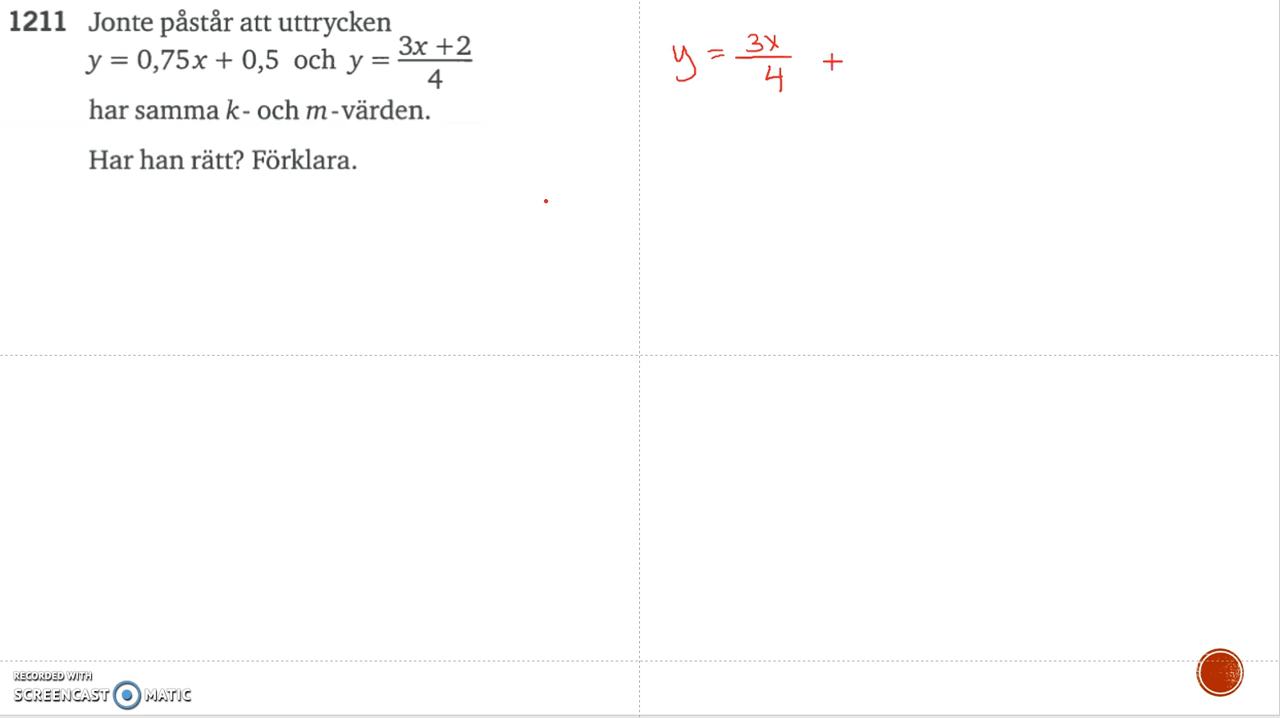 1211 Jonte påstår att uttrycken
y = 0,75x + 0,5 och y = (3x +2)/4
har samma k- och m-värden.
Har han rätt? Förklara.
y = 3x/4 +
RECORDED WITH
SCREENCAST MATIC